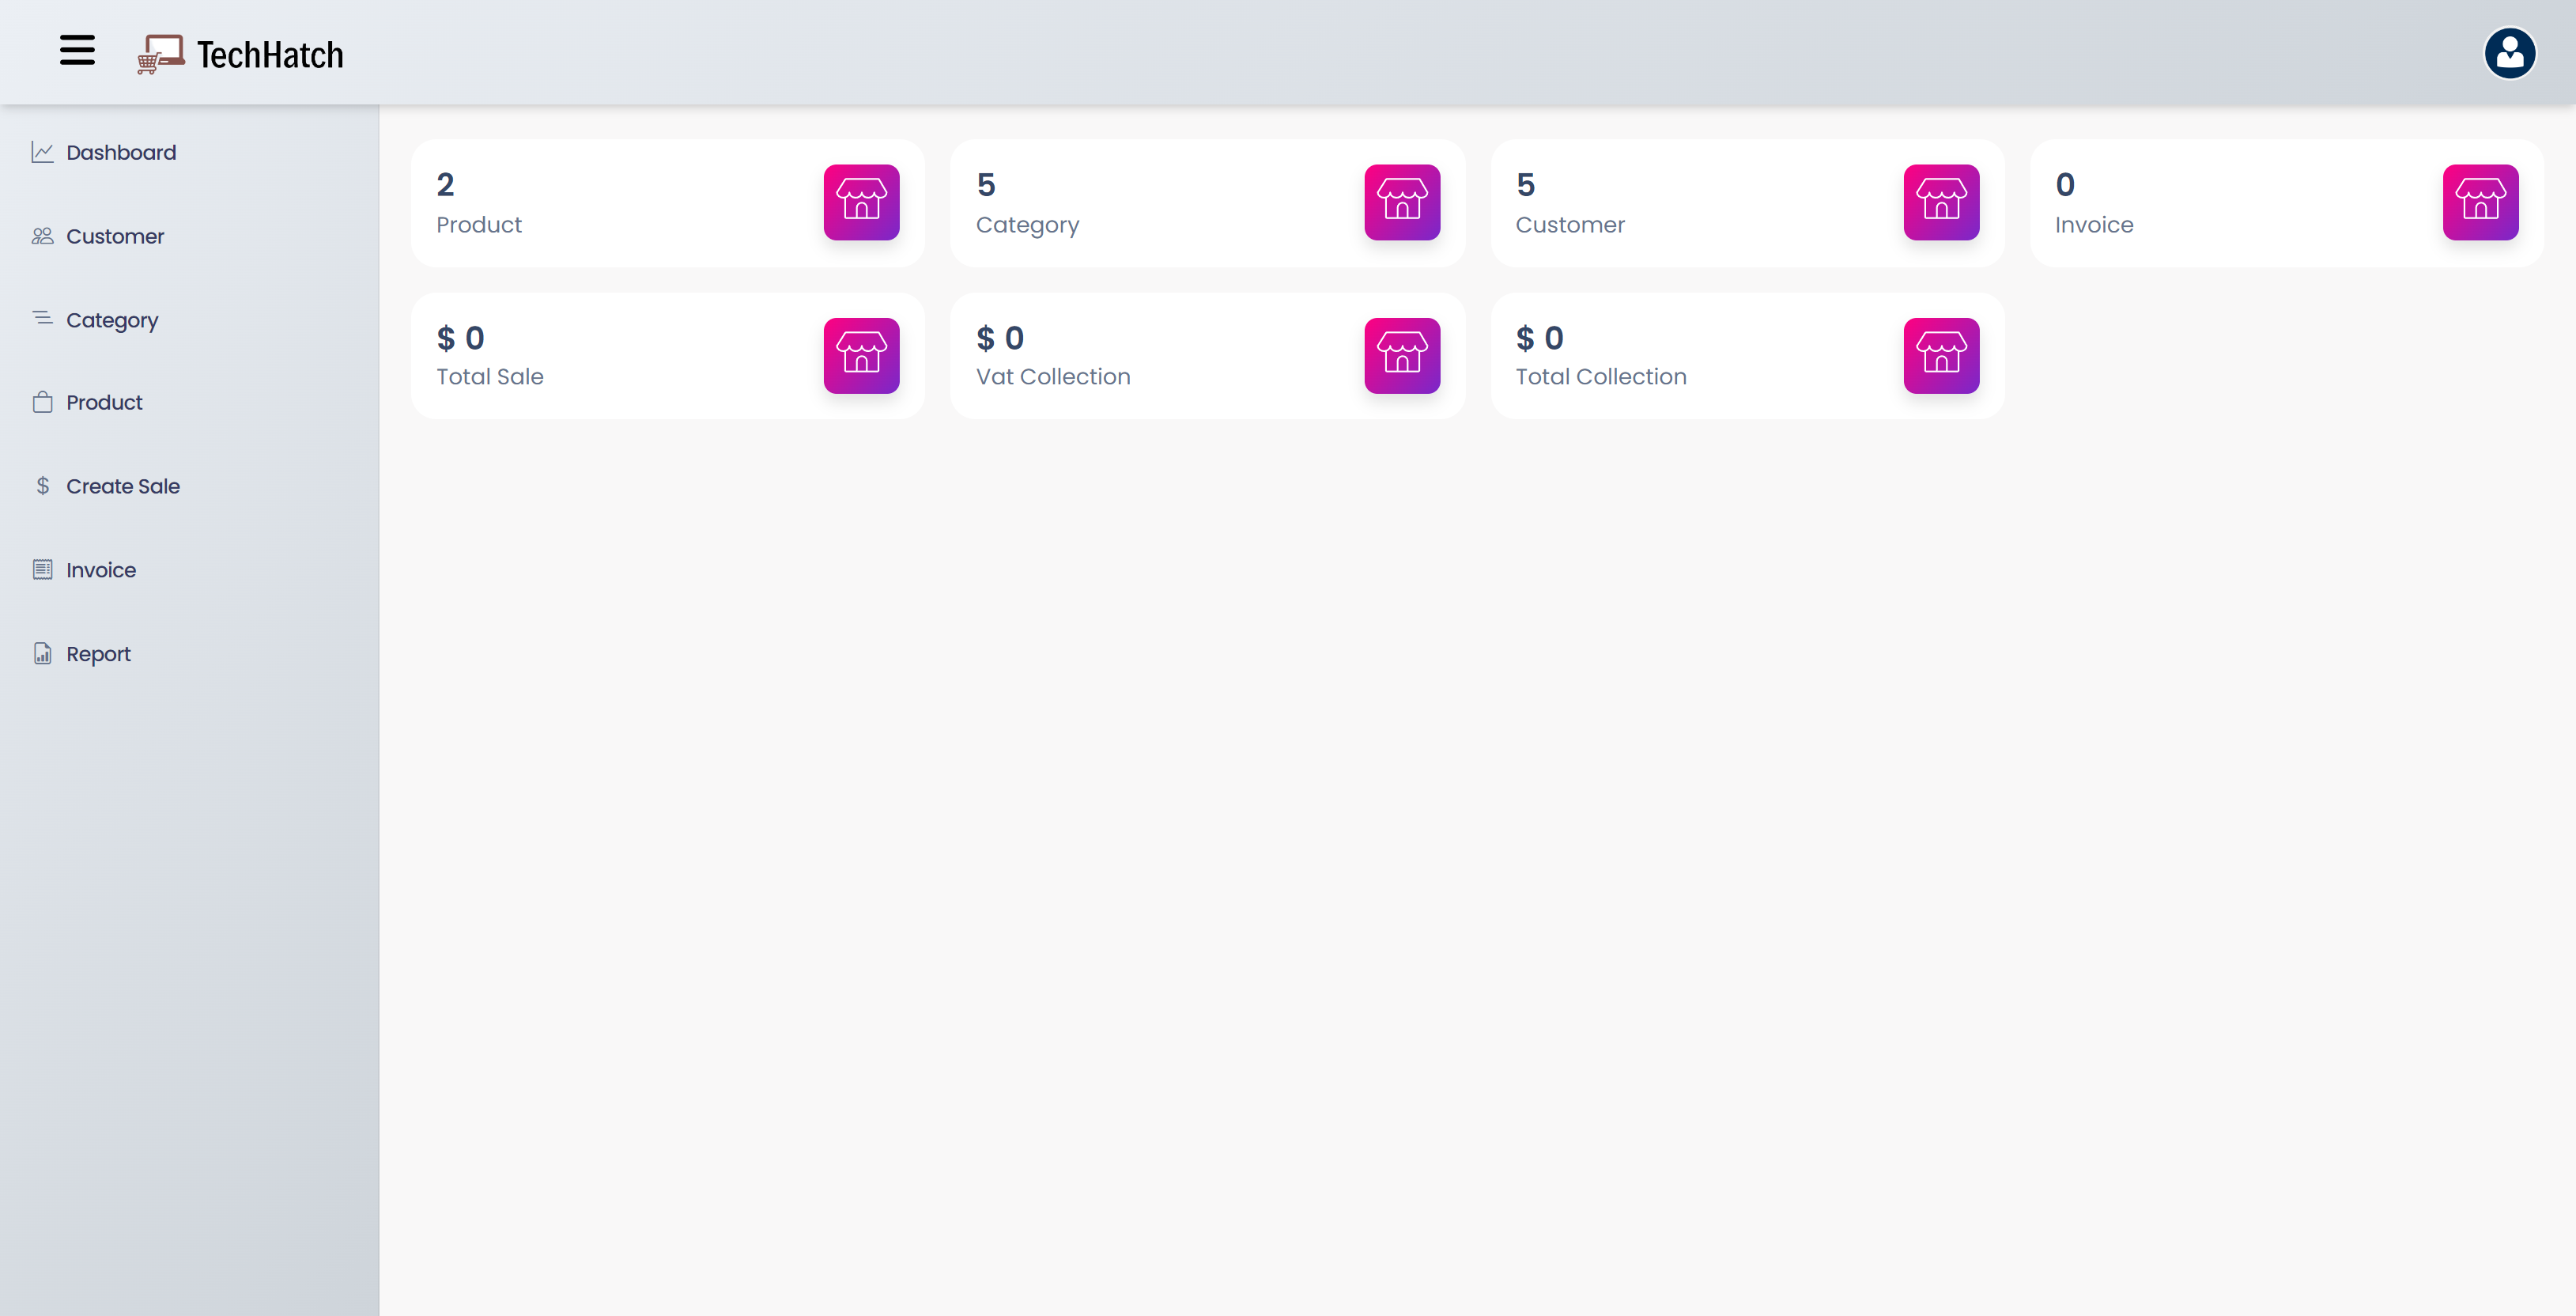 TechHatch
Dashboard
Customer
Category
Product
$ Create Sale
Invoice
Report
2
Product
5
Category
5
Customer
0
Invoice
$ 0
Total Sale
$ 0
Vat Collection
$ 0
Total Collection